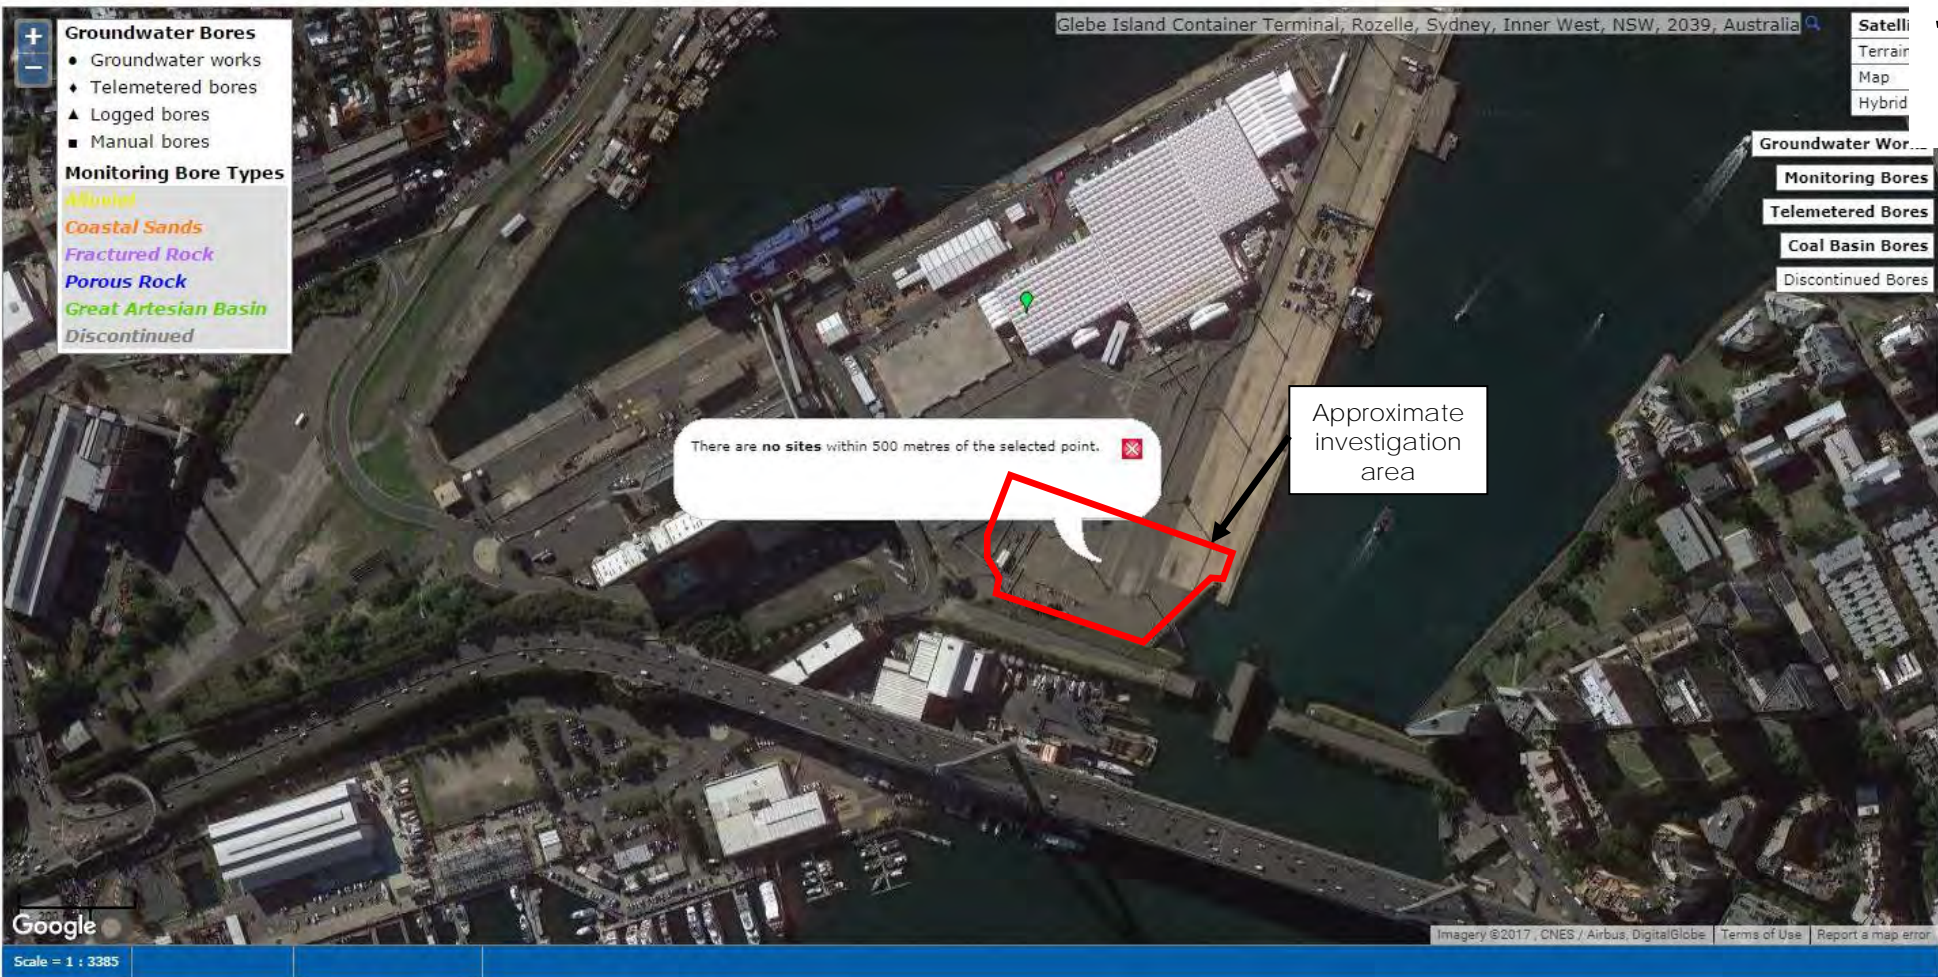 +
−
Groundwater Bores
Groundwater works
Telemetered bores
Logged bores
Manual bores
Monitoring Bore Types
Alluvial
Coastal Sands
Fractured Rock
Porous Rock
Great Artesian Basin
Discontinued
Glebe Island Container Terminal, Rozelle, Sydney, Inner West, NSW, 2039, Australia
Satelli
Terrain
Map
Hybrid
Groundwater Wor
Monitoring Bores
Telemetered Bores
Coal Basin Bores
Discontinued Bores
There are no sites within 500 metres of the selected point.
Approximate
investigation
area
Google
Imagery ©2017 , CNES / Airbus, DigitalGlobe
Terms of Use
Report a map error
Scale = 1 : 3385